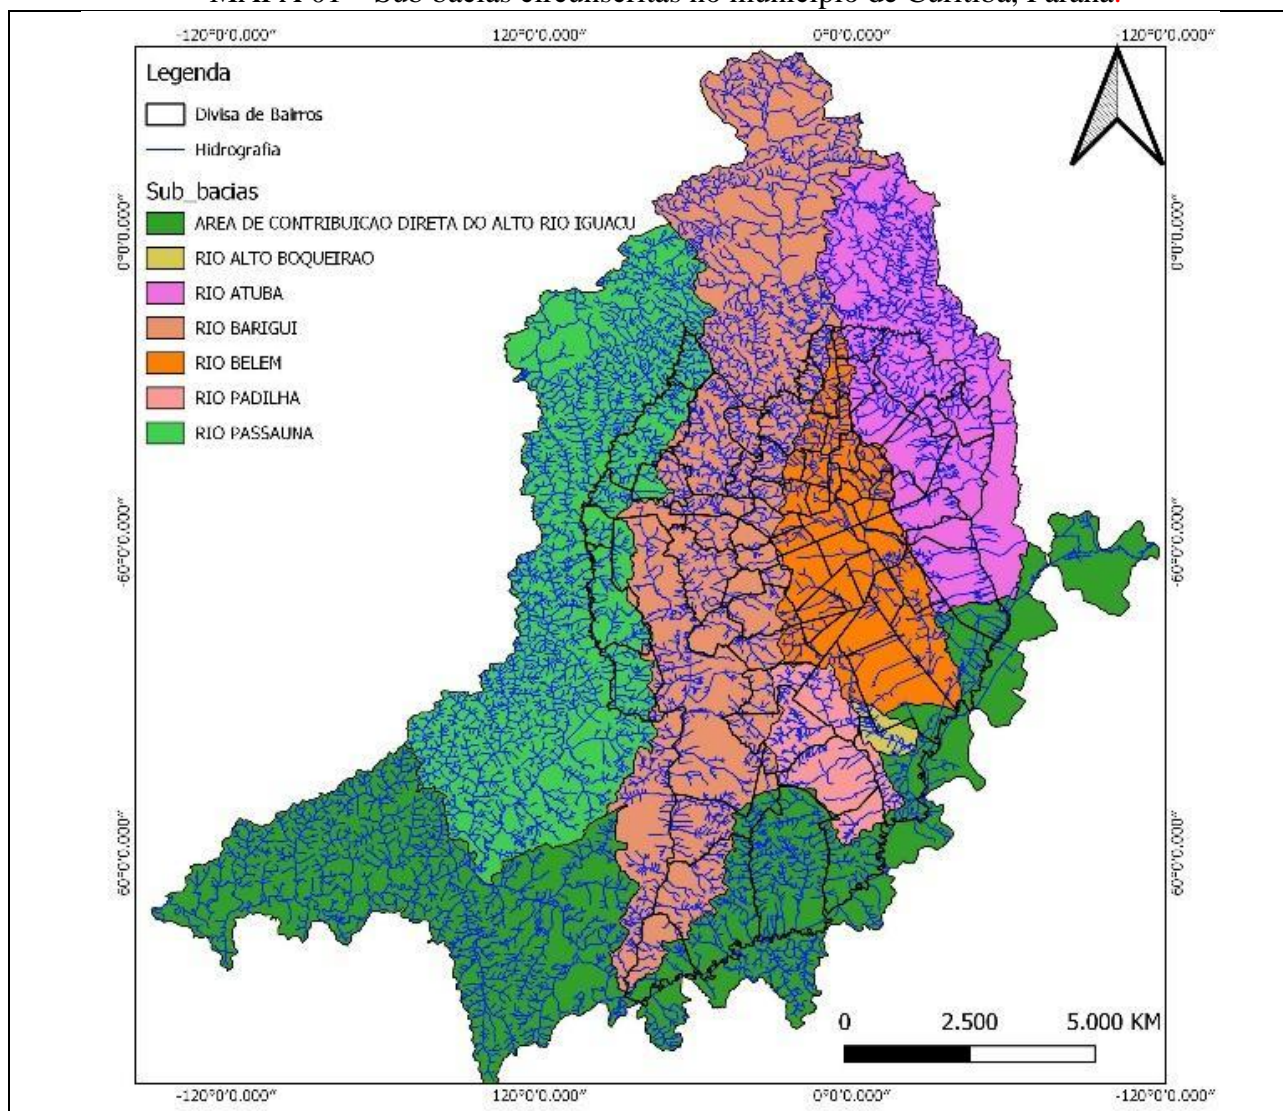 MAPA 01 – Sub bacias circunscritas no município de Curitiba, Paraná.
-120°0'0.000″ 120°0'0.000″ 0°0'0.000″ -120°0'0.000″
Legenda
Divisa de Bairros
Hidrografia
Sub_bacias
AREA DE CONTRIBUICAO DIRETA DO ALTO RIO IGUACU
RIO ALTO BOQUEIRAO
RIO ATUBA
RIO BARIGUI
RIO BELEM
RIO PADILHA
RIO PASSAUNA
0°0'0.000″ 0°0'0.000″
-60°0'0.000″ -60°0'0.000″
60°0'0.000″ 60°0'0.000″
0 2.500 5.000 KM
-120°0'0.000″ 120°0'0.000″ 0°0'0.000″ -120°0'0.000″